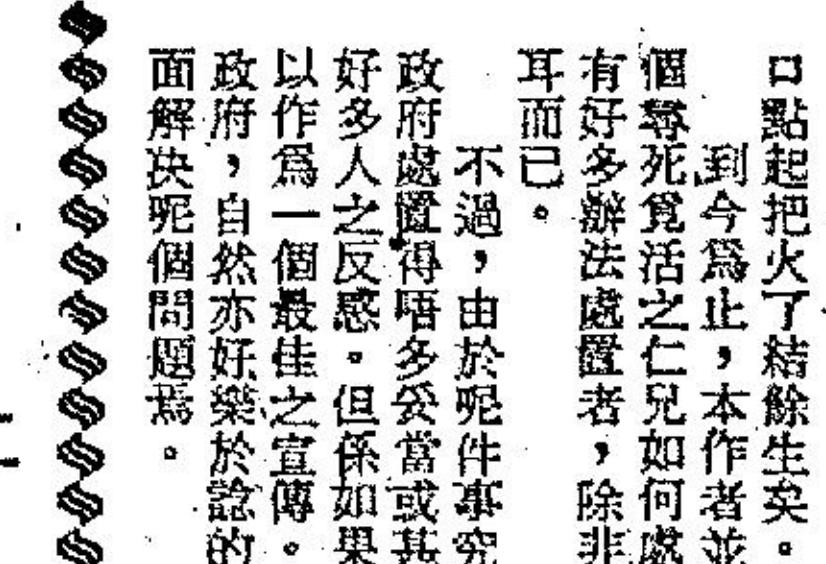 口點起把火了結餘生矣。
到今爲止,本作者並
個尋死覓活之仁兄如何處
有好多辦法處置者,除非
耳而已。
不過,由於呢件事究
政府處置得唔多妥當或甚
好多人之反感。但係如果
以作爲一個最佳之宣傳。
政府,自然亦好樂於諗的
面解决呢個問題焉。